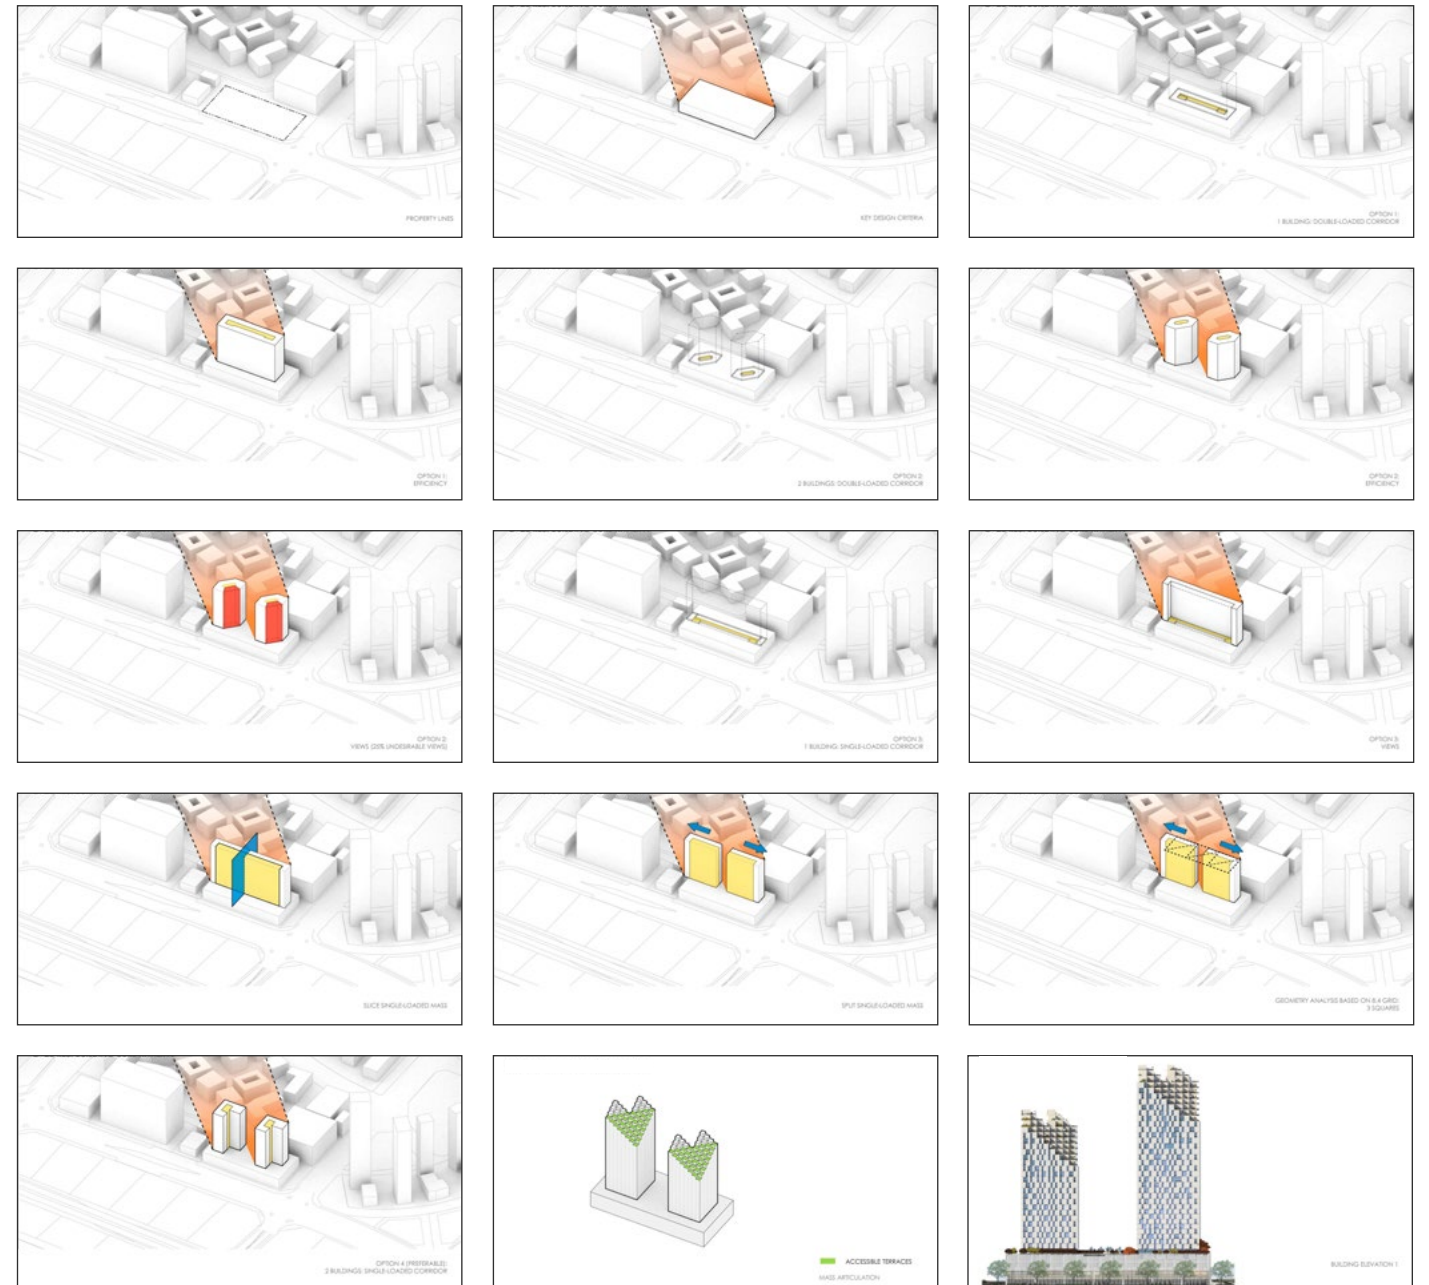 PROPERTY LINES
KEY DESIGN CRITERIA
OPTION 1:
1 BUILDING: DOUBLE-LOADED CORRIDOR
OPTION 1:
EFFICIENCY
OPTION 2:
2 BUILDINGS: DOUBLE-LOADED CORRIDOR
OPTION 2:
EFFICIENCY
OPTION 2:
VIEWS (25% UNDESIRABLE VIEWS)
OPTION 3:
1 BUILDING: SINGLE-LOADED CORRIDOR
OPTION 3:
VIEWS
SLICE SINGLE-LOADED MASS
SPLIT SINGLE-LOADED MASS
GEOMETRY ANALYSIS BASED ON 8.4 GRID:
3 SQUARES
OPTION 4 (PREFERABLE):
2 BUILDINGS: SINGLE-LOADED CORRIDOR
ACCESSIBLE TERRACES
MASS ARTICULATION
BUILDING ELEVATION 1